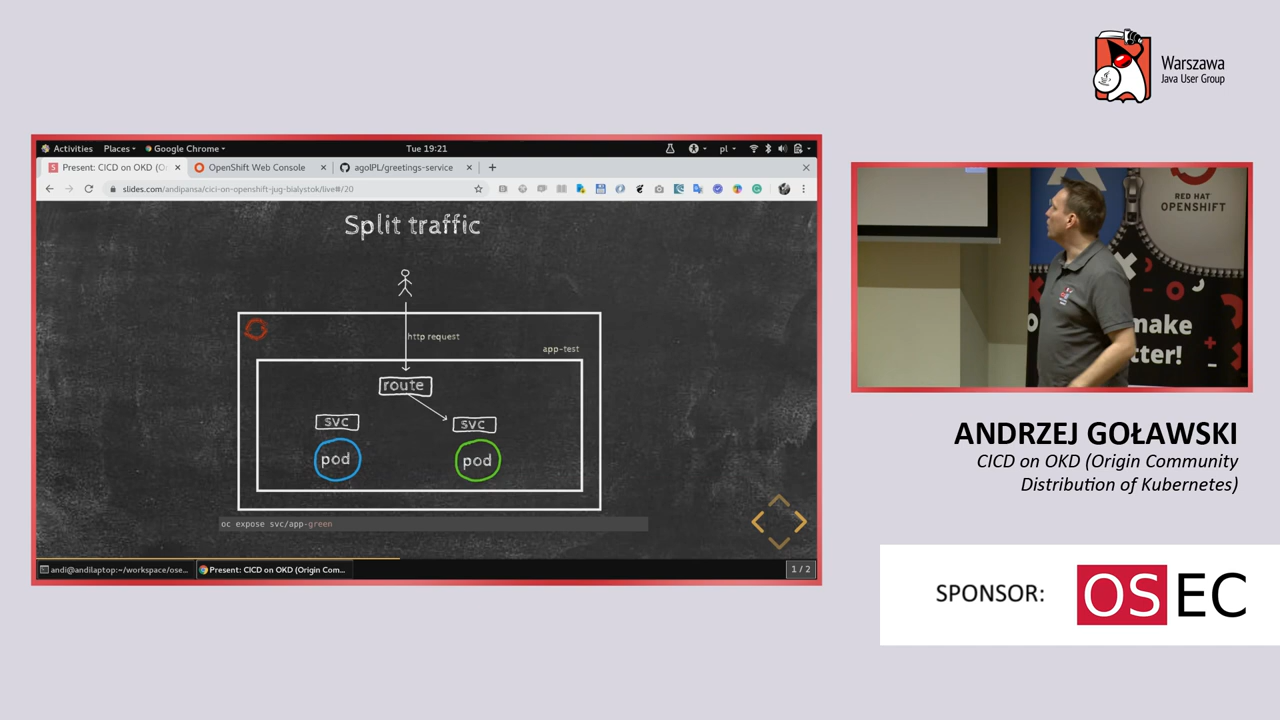 Warszawa
Java User Group
Activities
Places
Google Chrome
Tue 19:21
pl
Present: CICD on OKD (O
OpenShift Web Console
agolPL/greetings-service
slides.com/andipansa/cici-on-openshift-jug-bialystok/live#/20
Split traffic
http request
app-test
route
svc
svc
pod
pod
oc expose svc/app-green
andi@andilaptop:~/workspace/ose...
Present: CICD on OKD (Origin Com...
1 / 2
RED HAT
OPENSHIFT
make
tter!
ANDRZEJ GOŁAWSKI
CICD on OKD (Origin Community
Distribution of Kubernetes)
SPONSOR:
OSEC